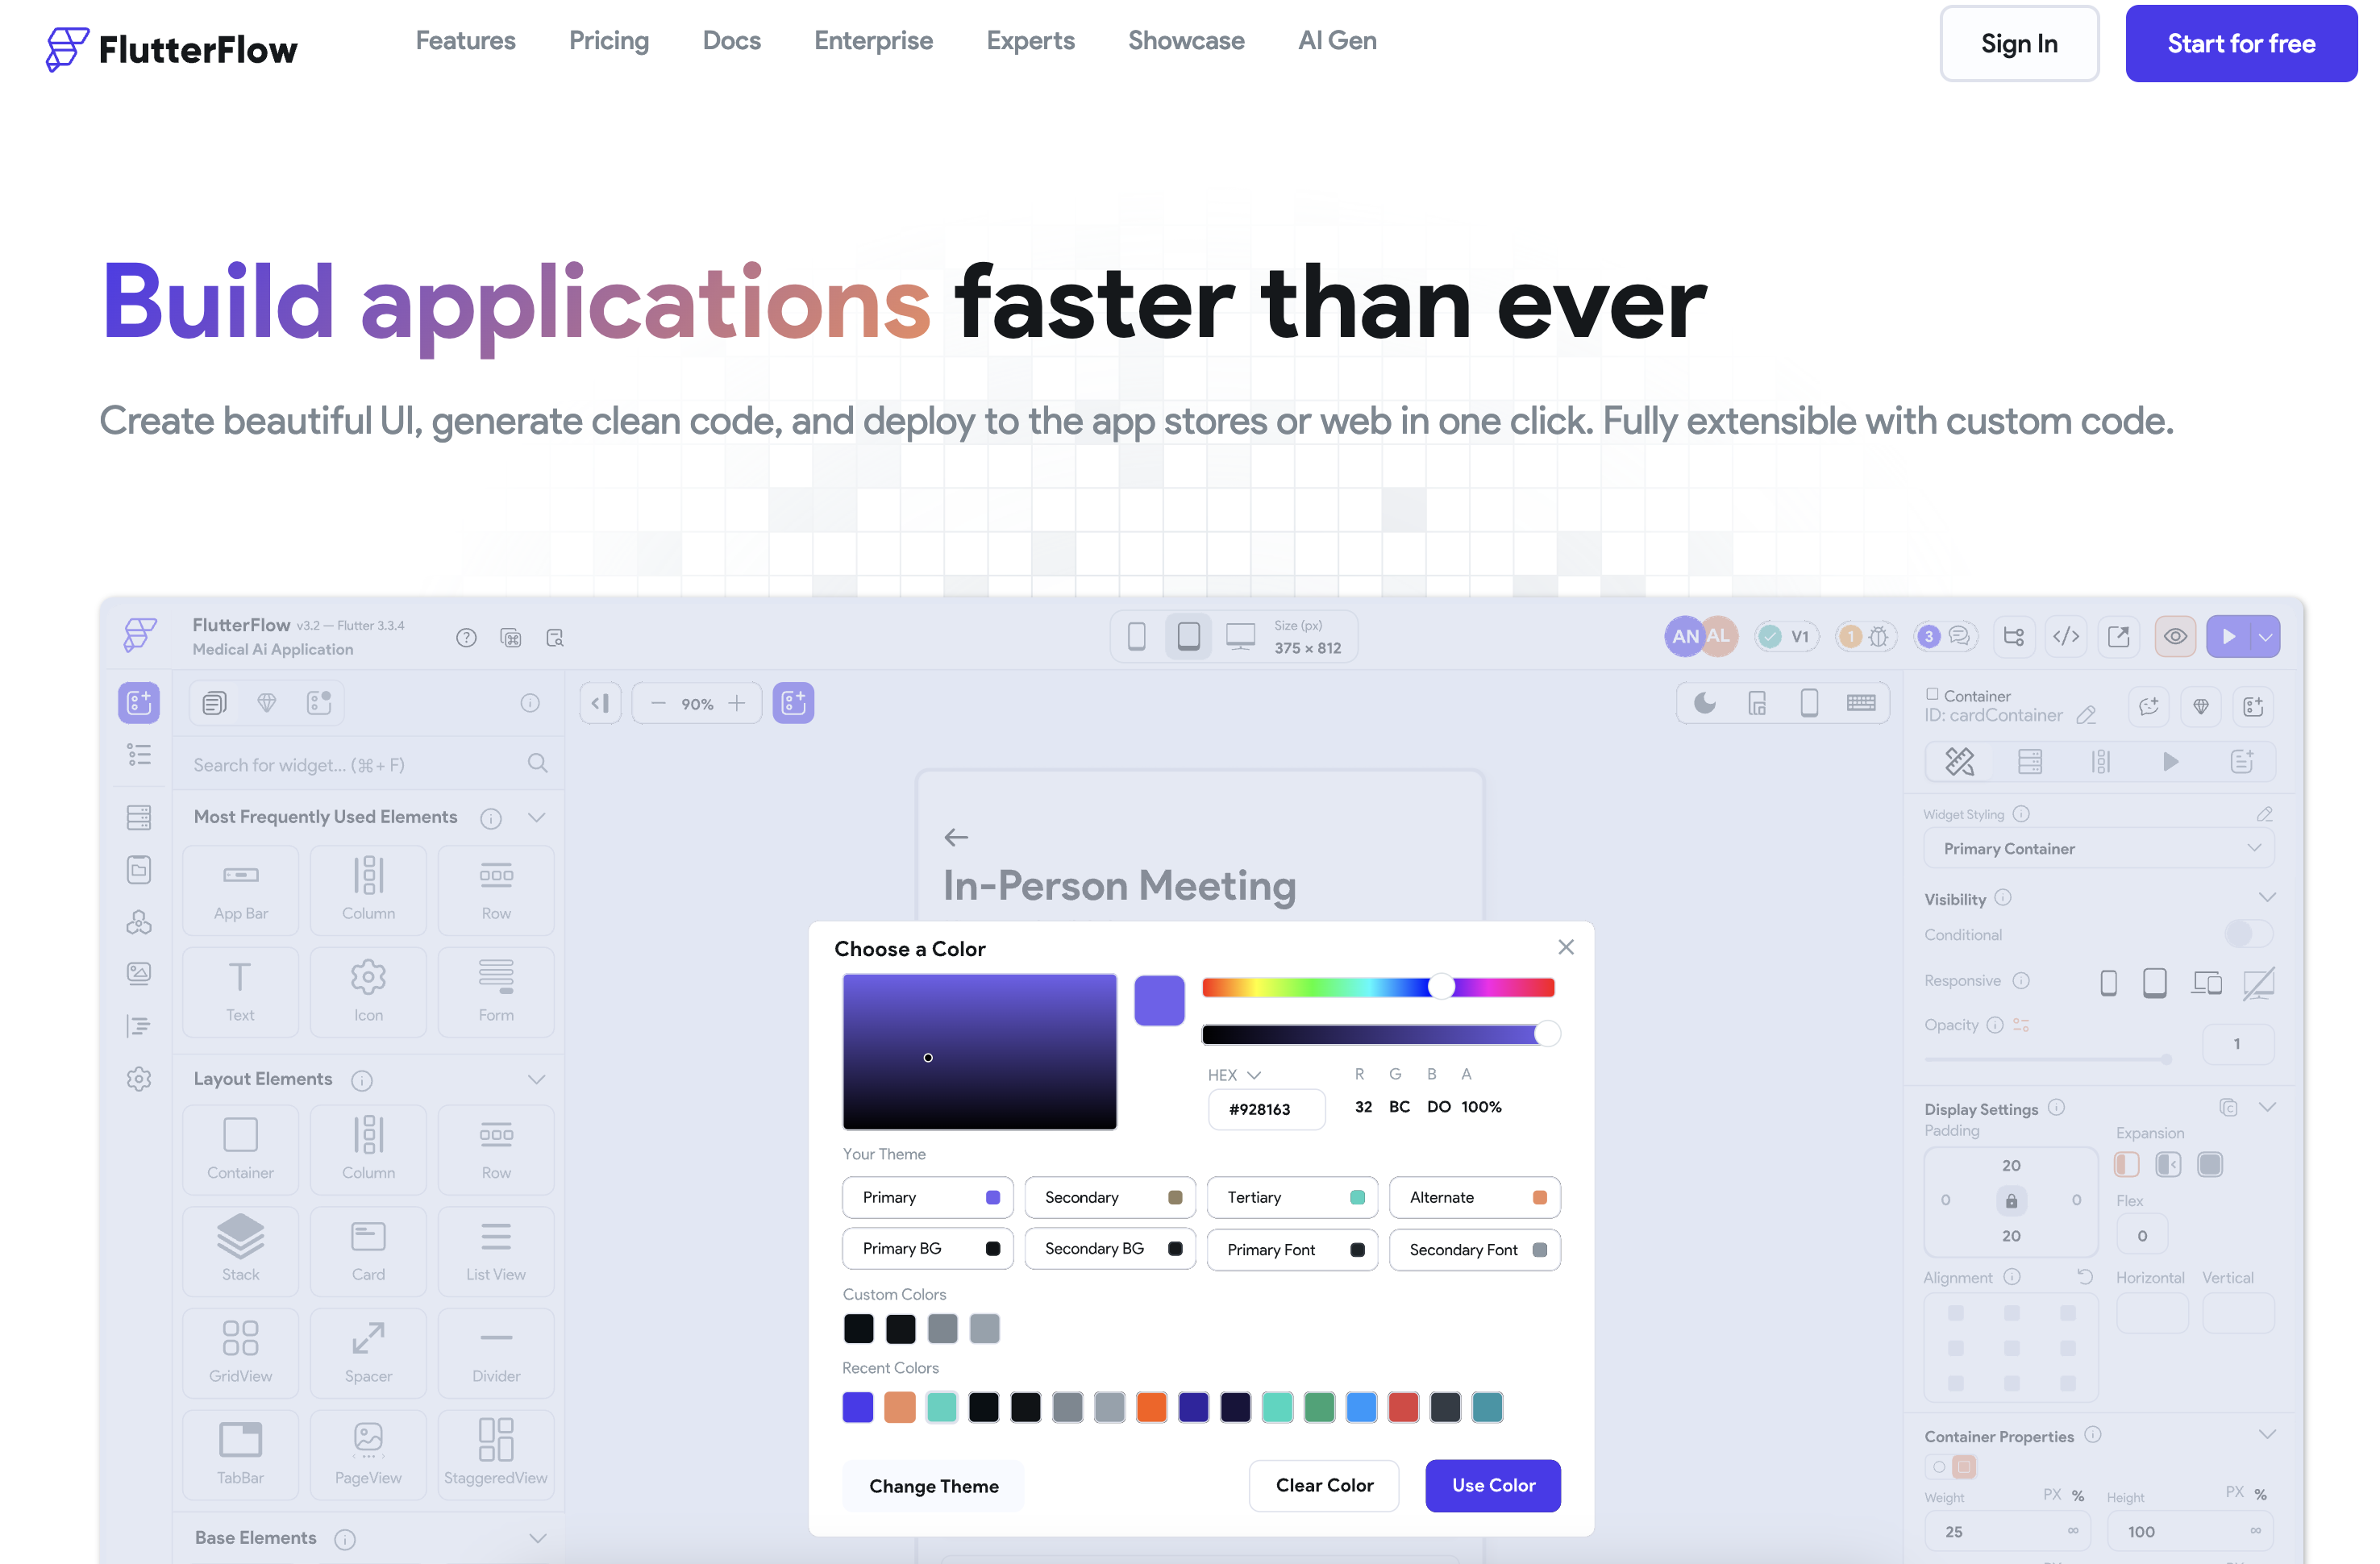 FlutterFlow
Features Pricing Docs Enterprise Experts Showcase AI Gen
Sign In
Start for free
Build applications faster than ever
Create beautiful UI, generate clean code, and deploy to the app stores or web in one click. Fully extensible with custom code.
FlutterFlow v3.2 — Flutter 3.3.4
Medical Ai Application
Size (px)
375 × 812
AN AL
V1
1
3
90%
Search for widget... (⌘+ F)
Most Frequently Used Elements
App Bar Column Row
Text Icon Form
Layout Elements
Container Column Row
Stack Card List View
GridView Spacer Divider
TabBar PageView StaggeredView
Base Elements
In-Person Meeting
Choose a Color
HEX R G B A
#928163 32 BC DO 100%
Your Theme
Primary Secondary Tertiary Alternate
Primary BG Secondary BG Primary Font Secondary Font
Custom Colors
Recent Colors
Change Theme Clear Color Use Color
Container
ID: cardContainer
Widget Styling
Primary Container
Visibility
Conditional
Responsive
Opacity
1
Display Settings
Padding Expansion
20
0 0
Flex
20 0
Alignment Horizontal Vertical
Container Properties
Weight PX % Height PX %
25 ∞ 100 ∞